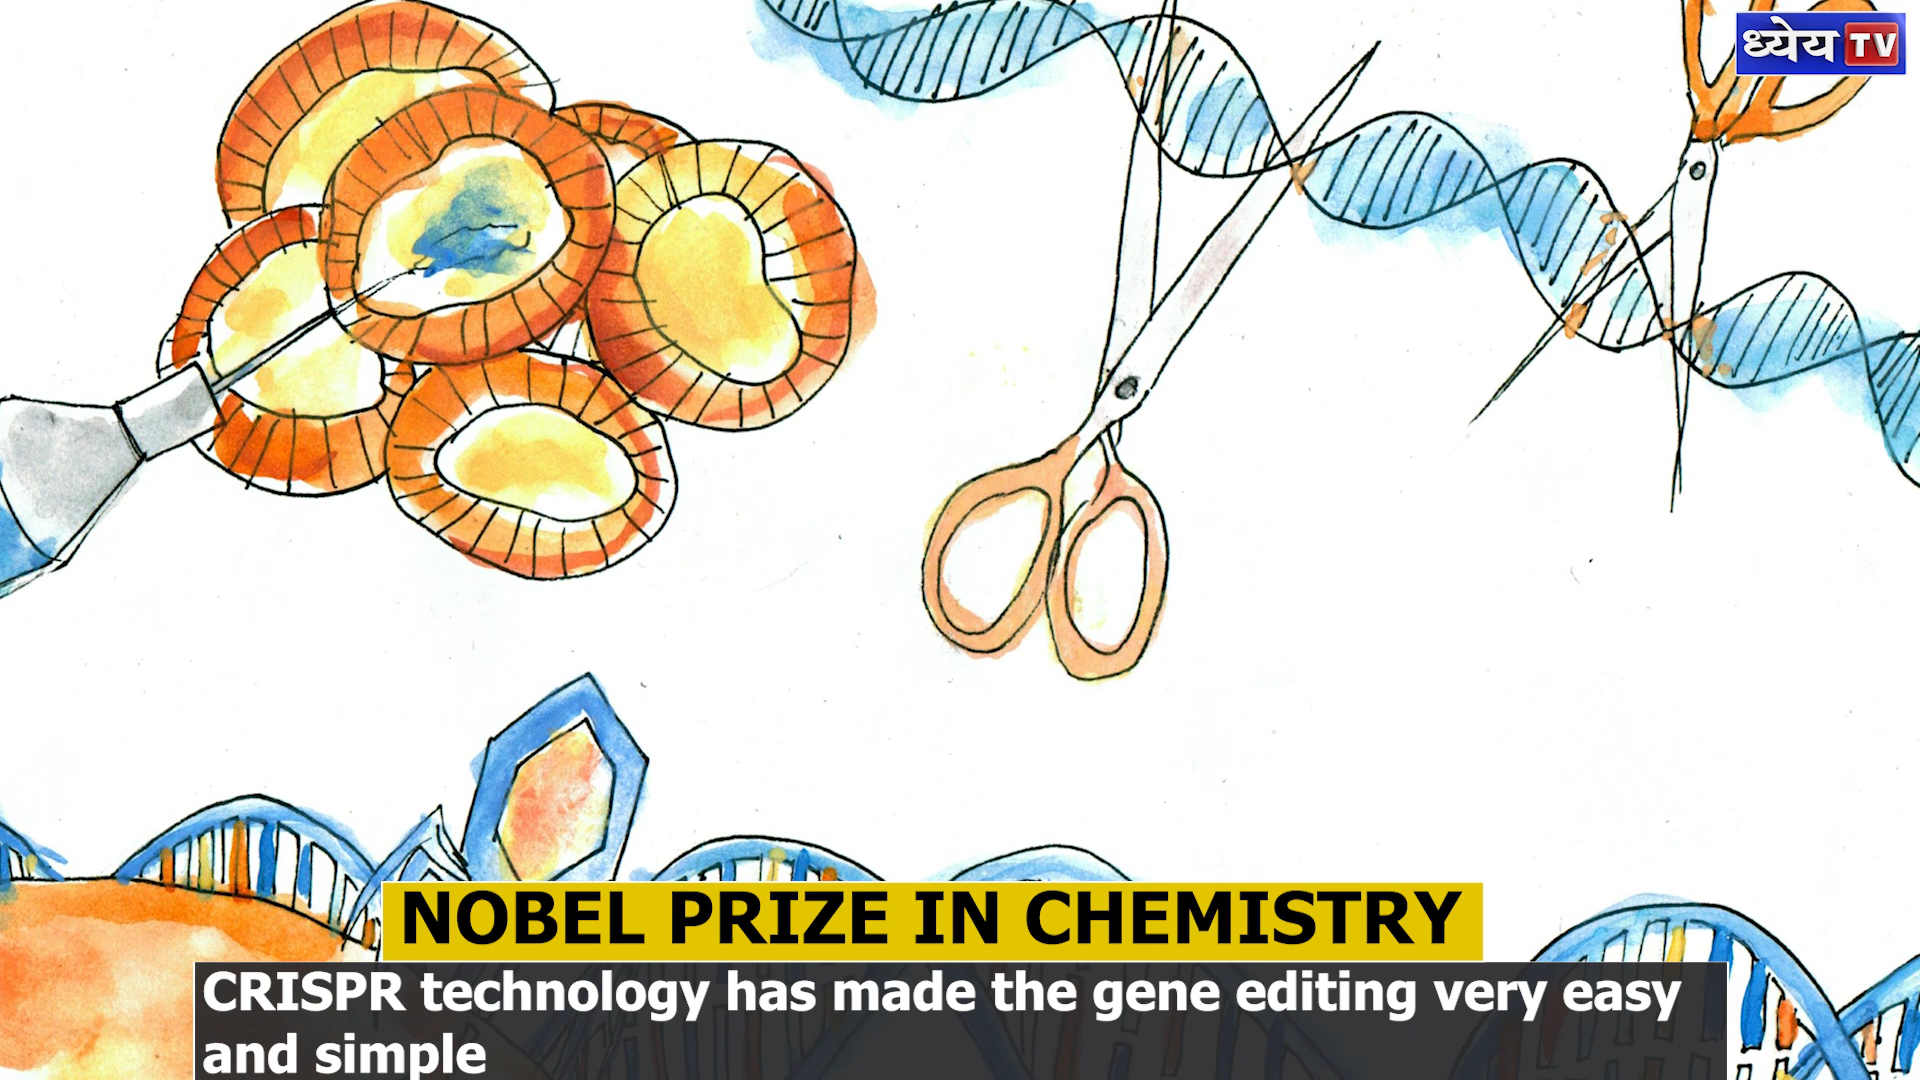 ध्येय TV
NOBEL PRIZE IN CHEMISTRY
CRISPR technology has made the gene editing very easy
and simple